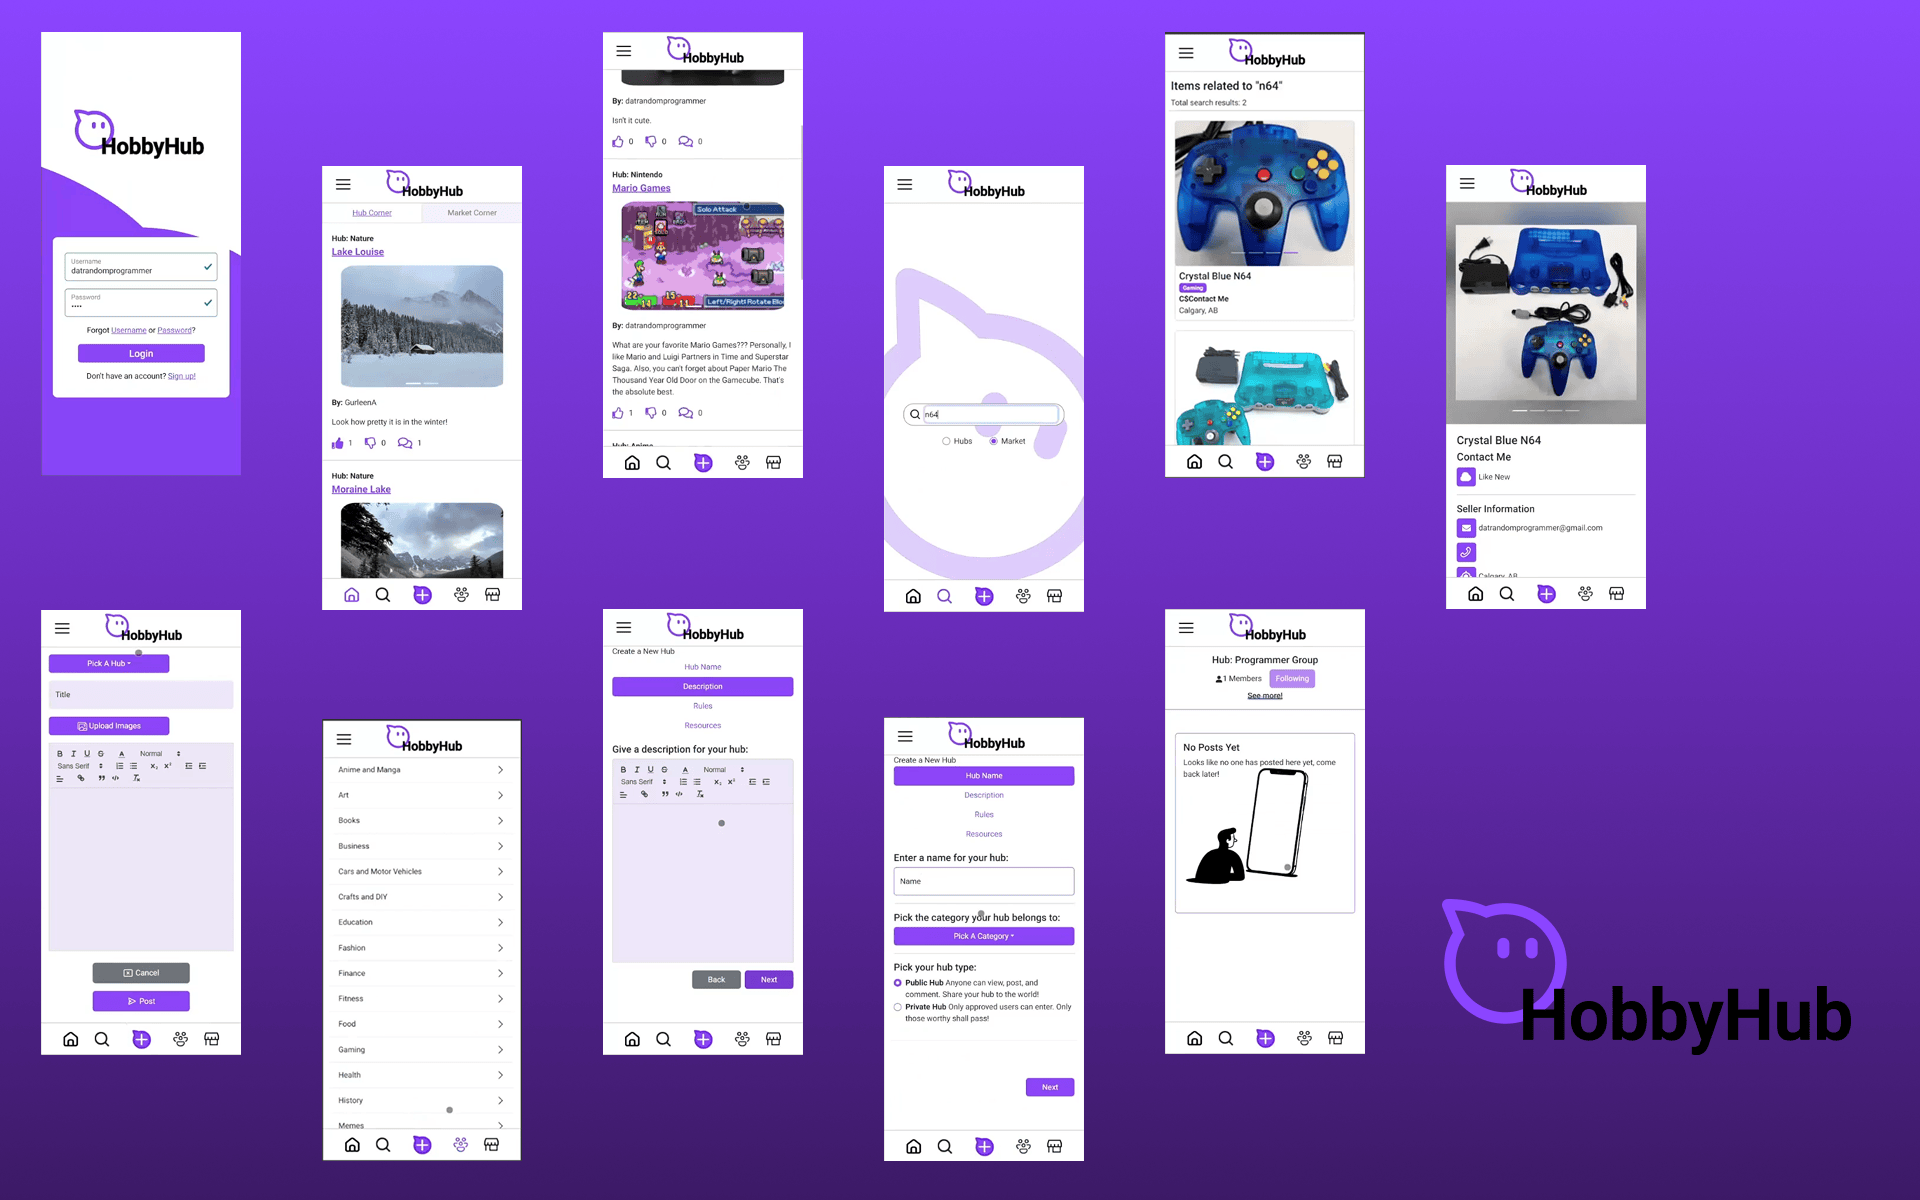 HobbyHub
Username
datrandomprogrammer
Password
••••
Forgot Username or Password?
Login
Don't have an account? Sign up!
HobbyHub
Hub Corner
Market Corner
Hub: Nature
Lake Louise
By: GurleenA
Look how pretty it is in the winter!
1 0 1
Hub: Nature
Moraine Lake
HobbyHub
By: datrandomprogrammer
Isn't it cute.
0 0 0
Hub: Nintendo
Mario Games
Solo Attack
Left/Right: Rotate Blo
By: datrandomprogrammer
What are your favorite Mario Games??? Personally, I
like Mario and Luigi Partners in Time and Superstar
Saga. Also, you can't forget about Paper Mario The
Thousand Year Old Door on the Gamecube. That's
the absolute best.
1 0 0
Hub: Anime
HobbyHub
n64
Hubs Market
HobbyHub
Items related to "n64"
Total search results: 2
Crystal Blue N64
Gaming
C$Contact Me
Calgary, AB
HobbyHub
Crystal Blue N64
Contact Me
Like New
Seller Information
datrandomprogrammer@gmail.com
Calgary, AB
HobbyHub
Pick A Hub
Title
Upload Images
B I U S A Normal
Sans Serif
Cancel
Post
HobbyHub
Anime and Manga
Art
Books
Business
Cars and Motor Vehicles
Crafts and DIY
Education
Fashion
Finance
Fitness
Food
Gaming
Health
History
Memes
HobbyHub
Create a New Hub
Hub Name
Description
Rules
Resources
Give a description for your hub:
B I U S A Normal
Sans Serif
Back
Next
HobbyHub
Create a New Hub
Hub Name
Description
Rules
Resources
Enter a name for your hub:
Name
Pick the category your hub belongs to:
Pick A Category
Pick your hub type:
Public Hub Anyone can view, post, and
comment. Share your hub to the world!
Private Hub Only approved users can enter. Only
those worthy shall pass!
Next
HobbyHub
Hub: Programmer Group
1 Members
Following
See more!
No Posts Yet
Looks like no one has posted here yet, come
back later!
HobbyHub